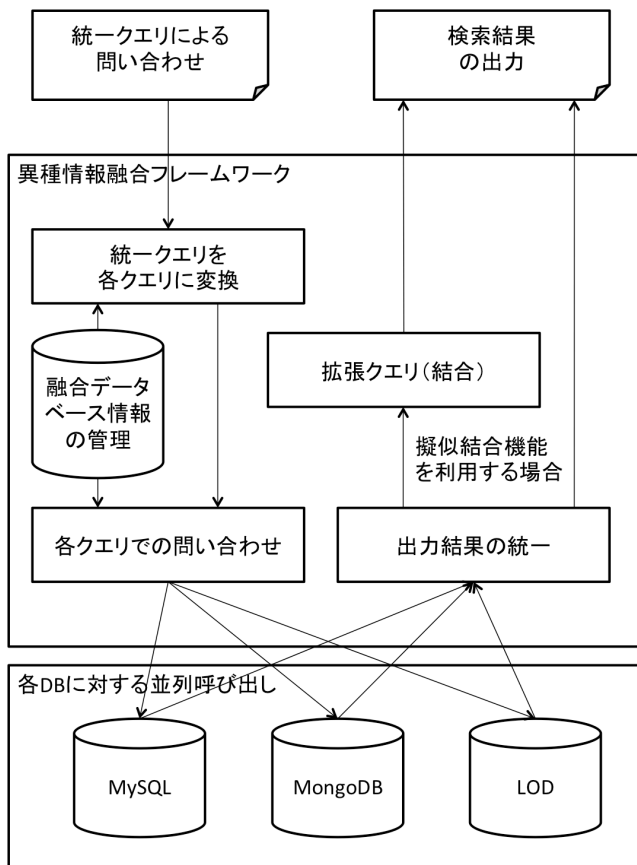 統一クエリによる
問い合わせ
検索結果
の出力
異種情報融合フレームワーク
統一クエリを
各クエリに変換
融合データ
ベース情報
の管理
拡張クエリ(結合)
擬似結合機能
を利用する場合
各クエリでの問い合わせ
出力結果の統一
各DBに対する並列呼び出し
MySQL
MongoDB
LOD